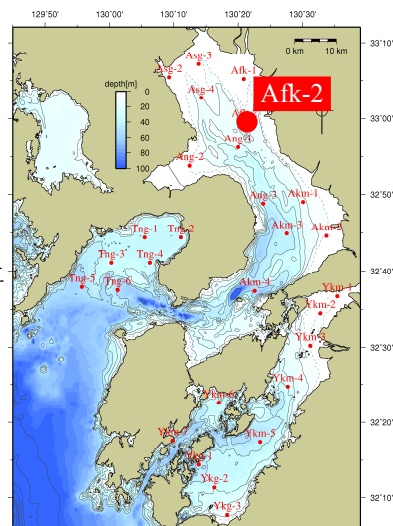 129°50' 130°00' 130°10' 130°20' 130°30'
33°10'
33°00'
32°50'
32°40'
32°30'
32°20'
32°10'
0 km 10 km
depth[m]
0
20
40
60
80
100
Asg-3
Asg-2
Afk-1
Asg-4
Afk-2
Ang-1
Ang-2
Ang-3
Akm-1
Akm-3
Akm-2
Tng-1
Tng-2
Tng-3
Tng-4
Tng-5
Tng-6
Akm-4
Ykm-1
Ykm-2
Ykm-3
Ykm-4
Ykm-5
Ykg-1
Ykg-2
Ykg-3